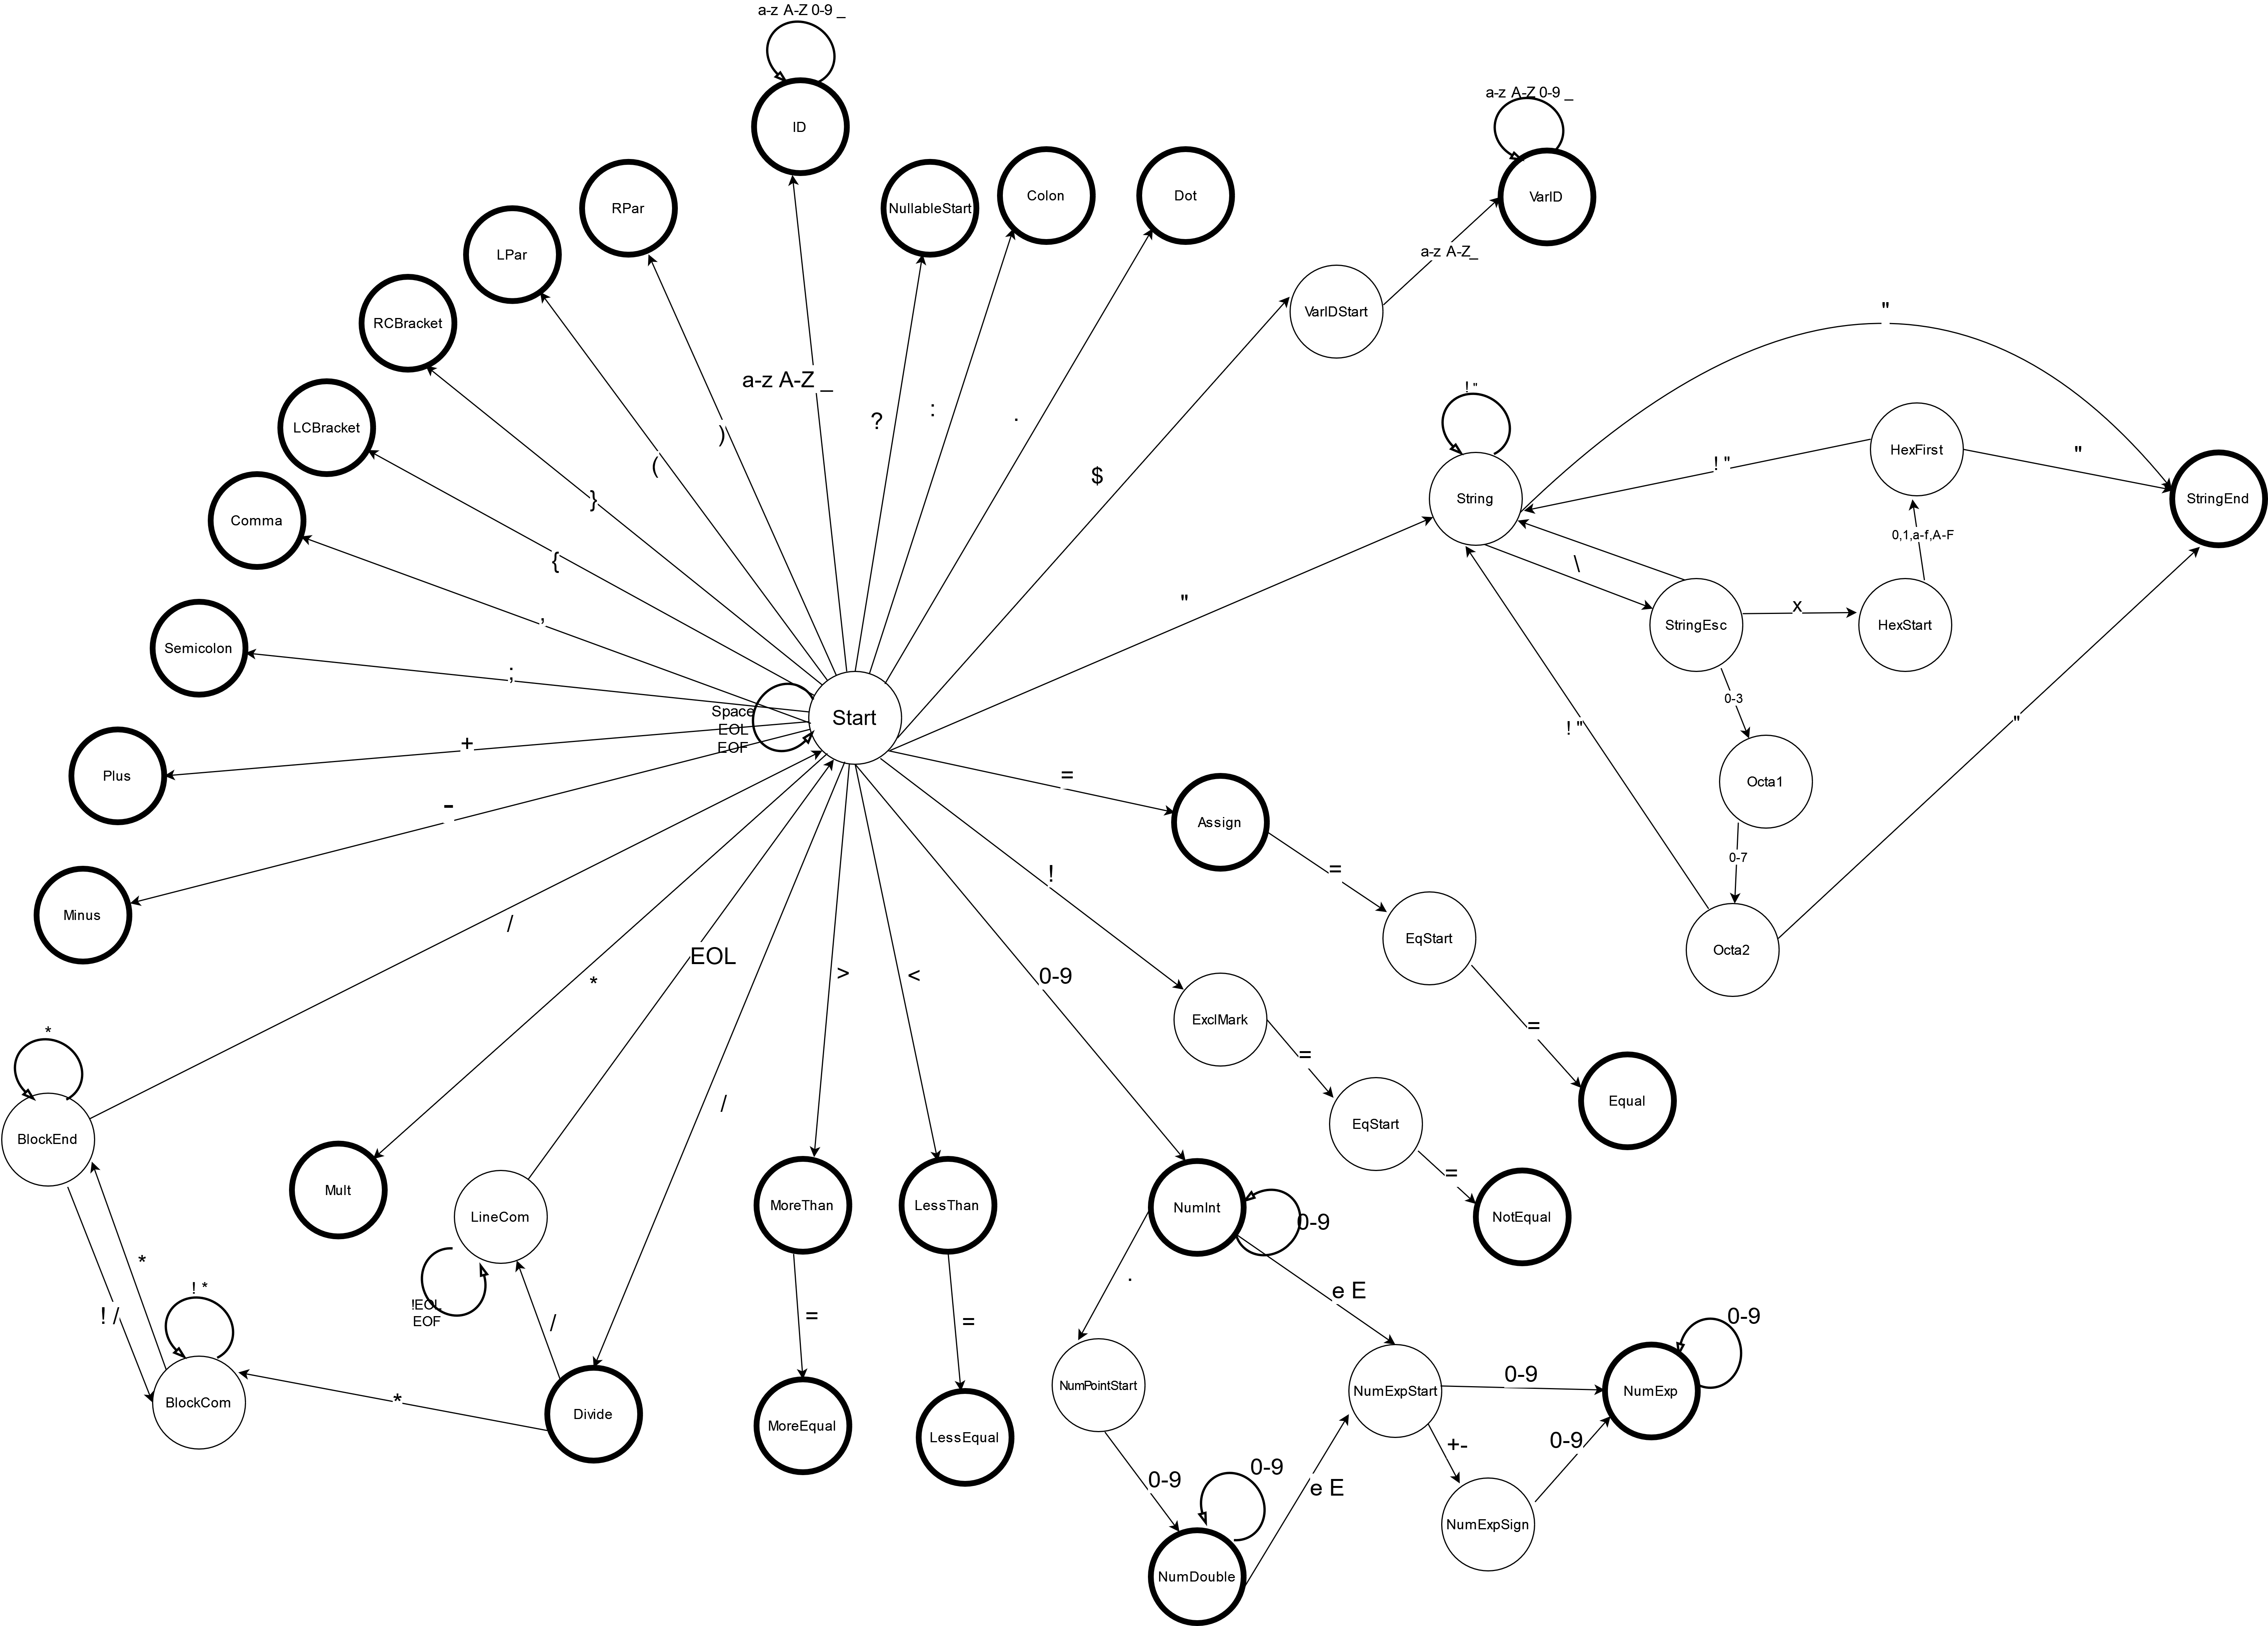 a-z A-Z 0-9 _
ID
a-z A-Z 0-9 _
VarID
RPar
NullableStart
Colon
Dot
LPar
RCBracket
LCBracket
Comma
Semicolon
Plus
Minus
a-z A-Z_
VarIDStart
"
a-z A-Z _
?
:
.
)
(
}
{
,
;
+
-
$
"
! "
String
HexFirst
! "
"
StringEnd
0,1,a-f,A-F
\
StringEsc
x
HexStart
0-3
! "
"
Octa1
0-7
Octa2
Start
Space
EOL
EOF
=
Assign
=
EqStart
=
Equal
!
ExclMark
=
EqStart
=
NotEqual
/
*
EOL
/
>
<
0-9
*
BlockEnd
Mult
LineCom
MoreThan
LessThan
NumInt
0-9
*
! /
! *
BlockCom
!EOL
EOF
/
*
Divide
=
MoreEqual
=
LessEqual
.
e E
NumPointStart
NumExpStart
0-9
NumExp
0-9
+-
0-9
NumExpSign
0-9
0-9
e E
NumDouble